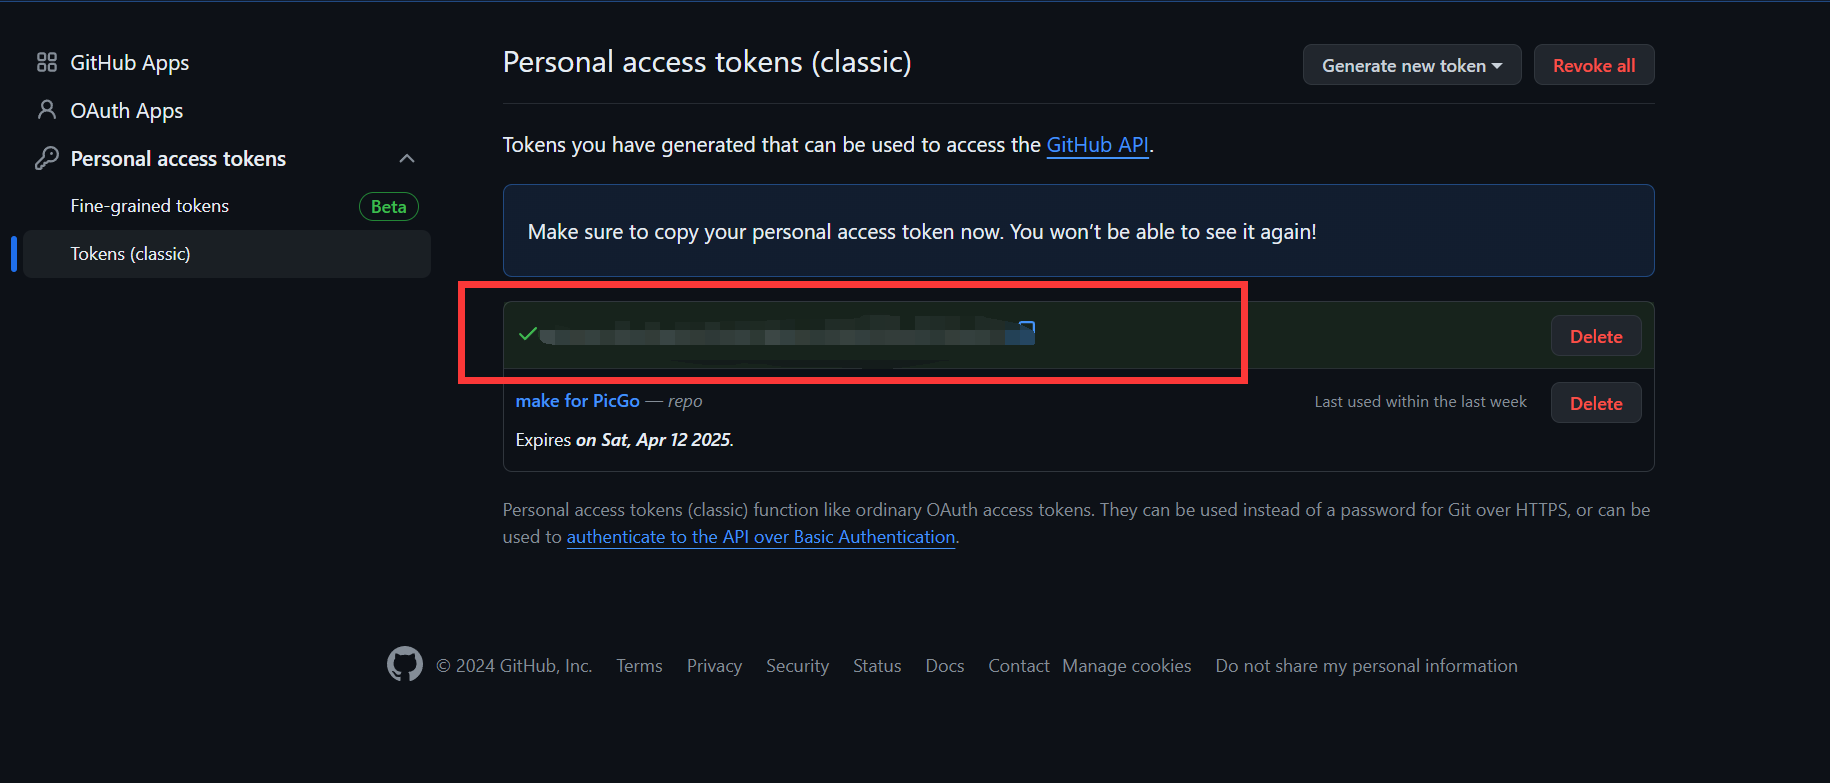 GitHub Apps
OAuth Apps
Personal access tokens
Fine-grained tokens Beta
Tokens (classic)
Personal access tokens (classic) Generate new token Revoke all
Tokens you have generated that can be used to access the GitHub API.
Make sure to copy your personal access token now. You won’t be able to see it again!
Delete
make for PicGo — repo Last used within the last week Delete
Expires on Sat, Apr 12 2025.
Personal access tokens (classic) function like ordinary OAuth access tokens. They can be used instead of a password for Git over HTTPS, or can be
used to authenticate to the API over Basic Authentication.
© 2024 GitHub, Inc. Terms Privacy Security Status Docs Contact Manage cookies Do not share my personal information